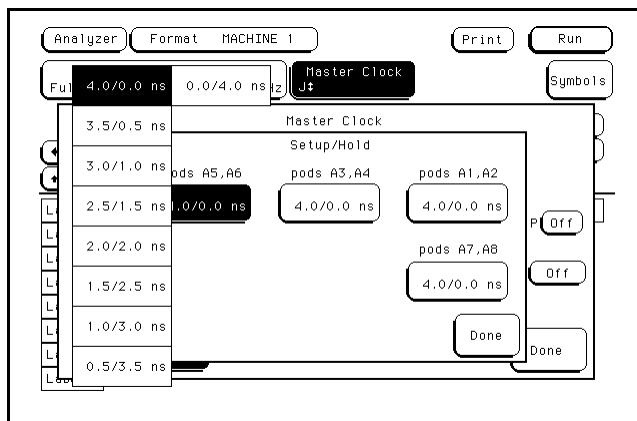 Analyzer Format MACHINE 1 Print Run
Master Clock
J↕
Symbols
4.0/0.0 ns 0.0/4.0 ns
3.5/0.5 ns
3.0/1.0 ns
2.5/1.5 ns
2.0/2.0 ns
1.5/2.5 ns
1.0/3.0 ns
0.5/3.5 ns
Master Clock
Setup/Hold
A5,A6 pods A3,A4 pods A1,A2
4.0/0.0 ns 4.0/0.0 ns
P Off
pods A7,A8
4.0/0.0 ns Off
Done
Done